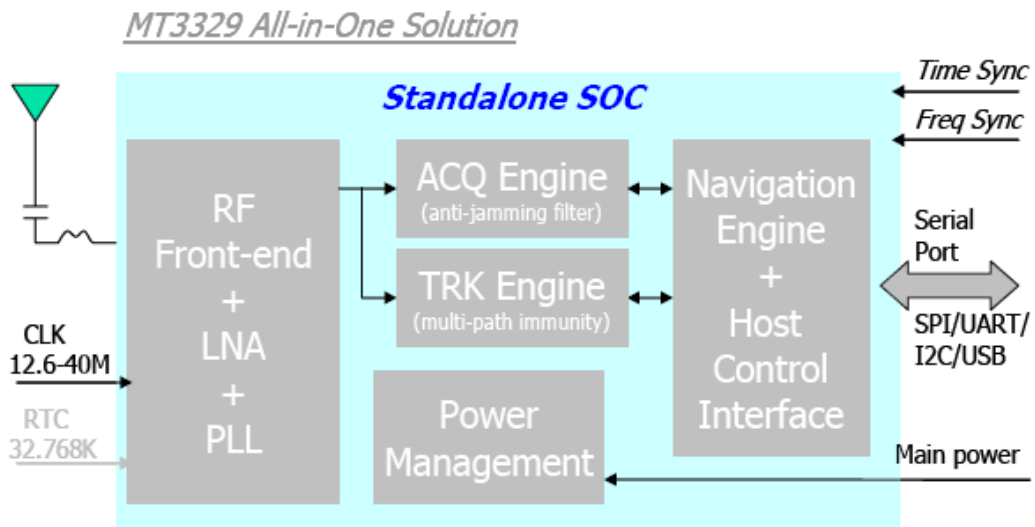 MT3329 All-in-One Solution
Standalone SOC
Time Sync
Freq Sync
RF
Front-end
+
LNA
+
PLL
ACQ Engine
(anti-jamming filter)
TRK Engine
(multi-path immunity)
Navigation
Engine
+
Host
Control
Interface
Serial
Port
SPI/UART/
I2C/USB
CLK
12.6-40M
RTC
32.768K
Power
Management
Main power